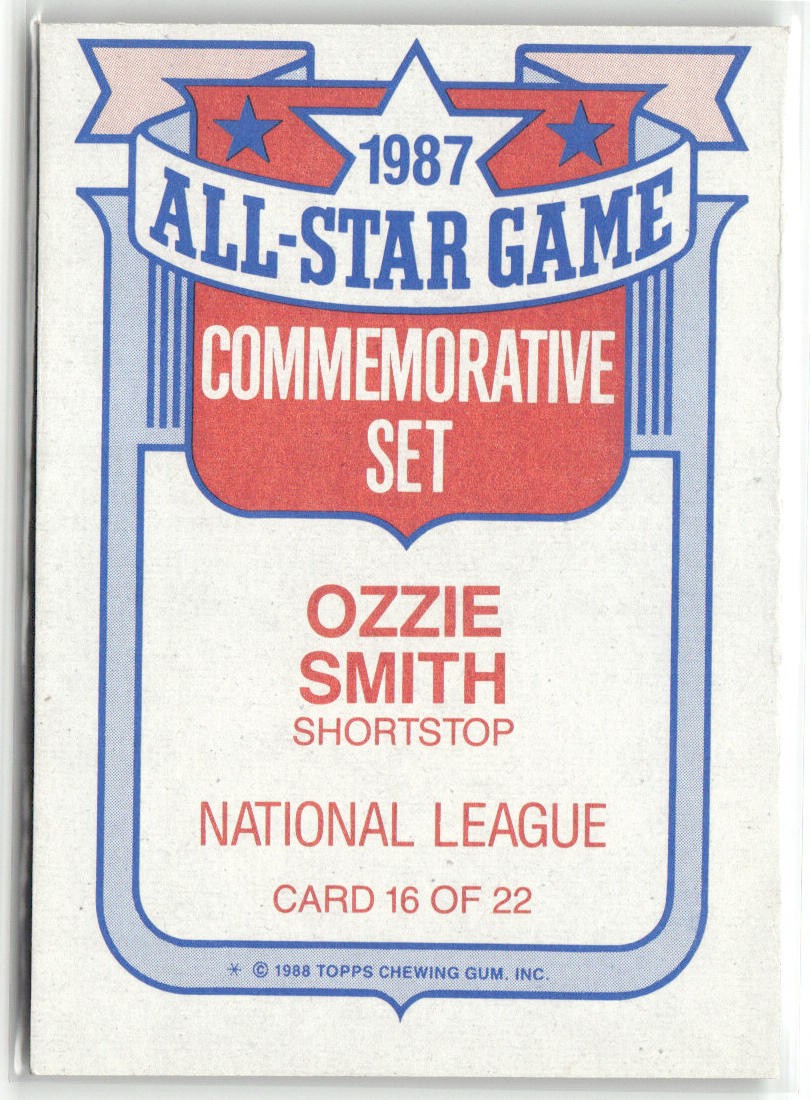 1987
ALL-STAR GAME
COMMEMORATIVE
SET
OZZIE
SMITH
SHORTSTOP
NATIONAL LEAGUE
CARD 16 OF 22
* © 1988 TOPPS CHEWING GUM, INC.